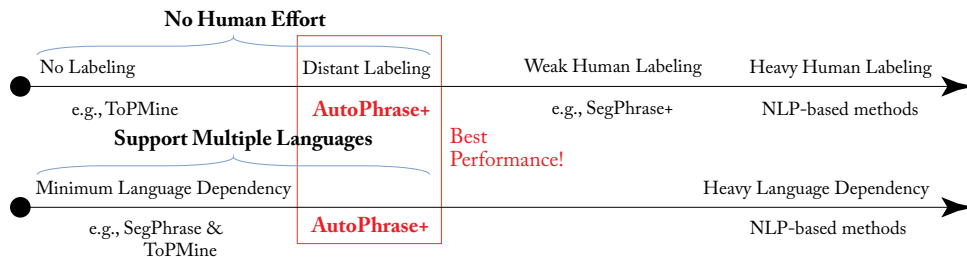 No Human Effort
No Labeling Distant Labeling Weak Human Labeling Heavy Human Labeling
e.g., ToPMine AutoPhrase+ e.g., SegPhrase+ NLP-based methods
Support Multiple Languages
Best
Performance!
Minimum Language Dependency Heavy Language Dependency
e.g., SegPhrase & AutoPhrase+ NLP-based methods
ToPMine